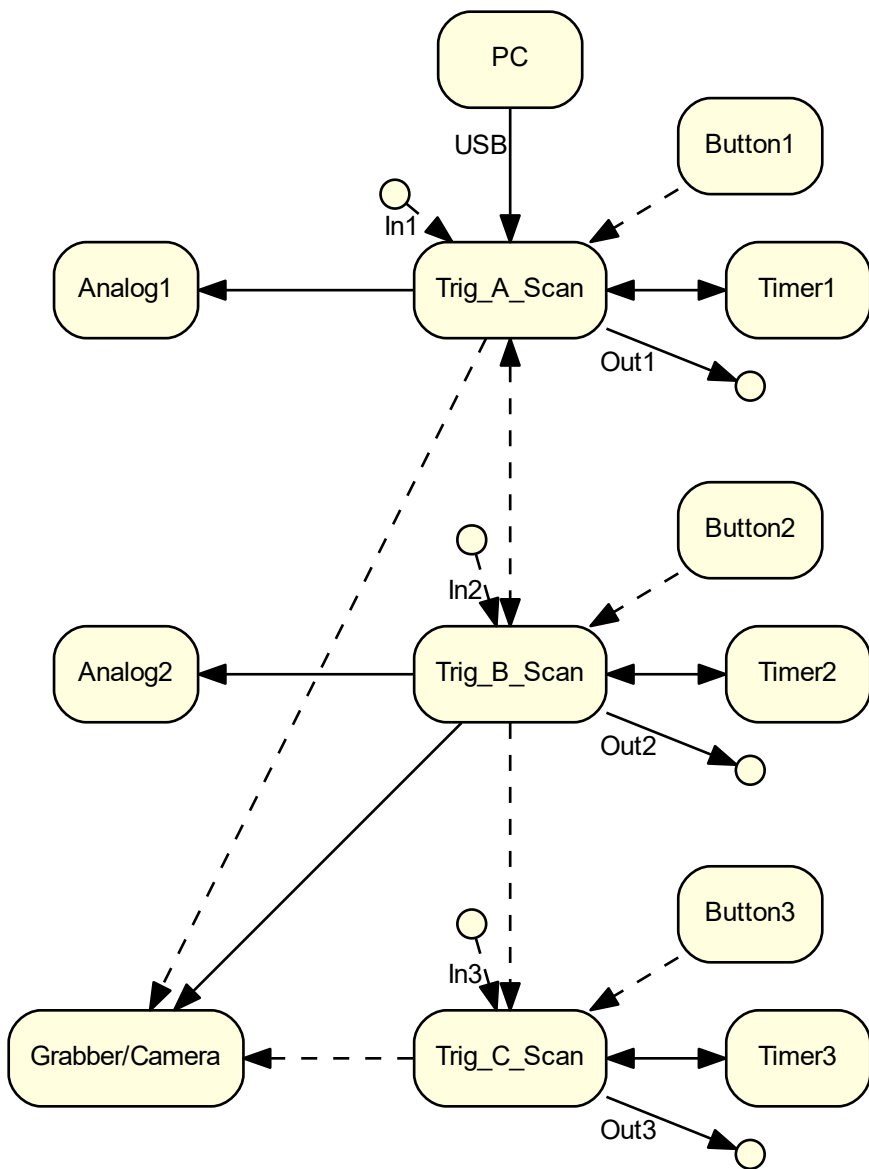 PC
USB
Button1
In1
Analog1
Trig_A_Scan
Timer1
Out1
Button2
In2
Analog2
Trig_B_Scan
Timer2
Out2
Button3
In3
Grabber/Camera
Trig_C_Scan
Timer3
Out3